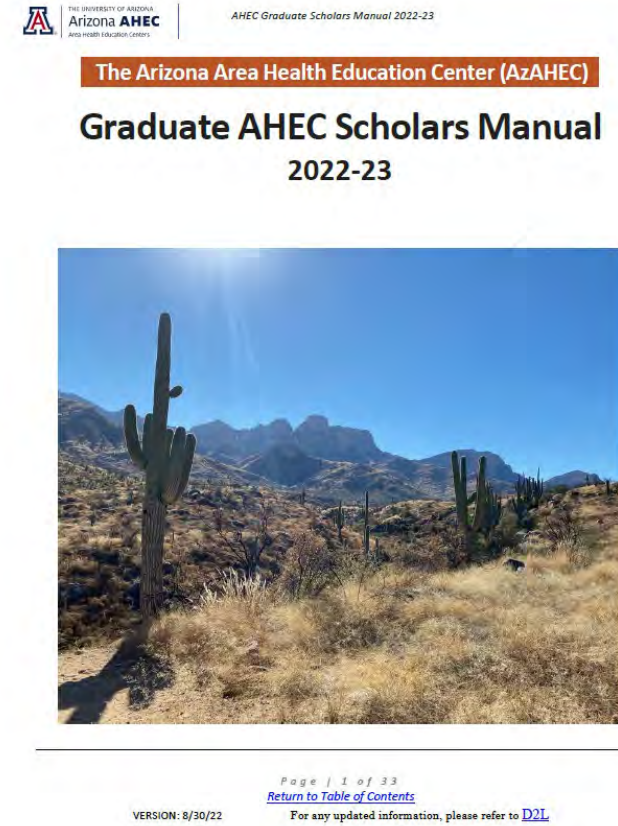 THE UNIVERSITY OF ARIZONA
Arizona AHEC
Area Health Education Centers
AHEC Graduate Scholars Manual 2022-23
The Arizona Area Health Education Center (AzAHEC)
Graduate AHEC Scholars Manual
2022-23
Page | 1 of 33
Return to Table of Contents
VERSION: 8/30/22 For any updated information, please refer to D2L